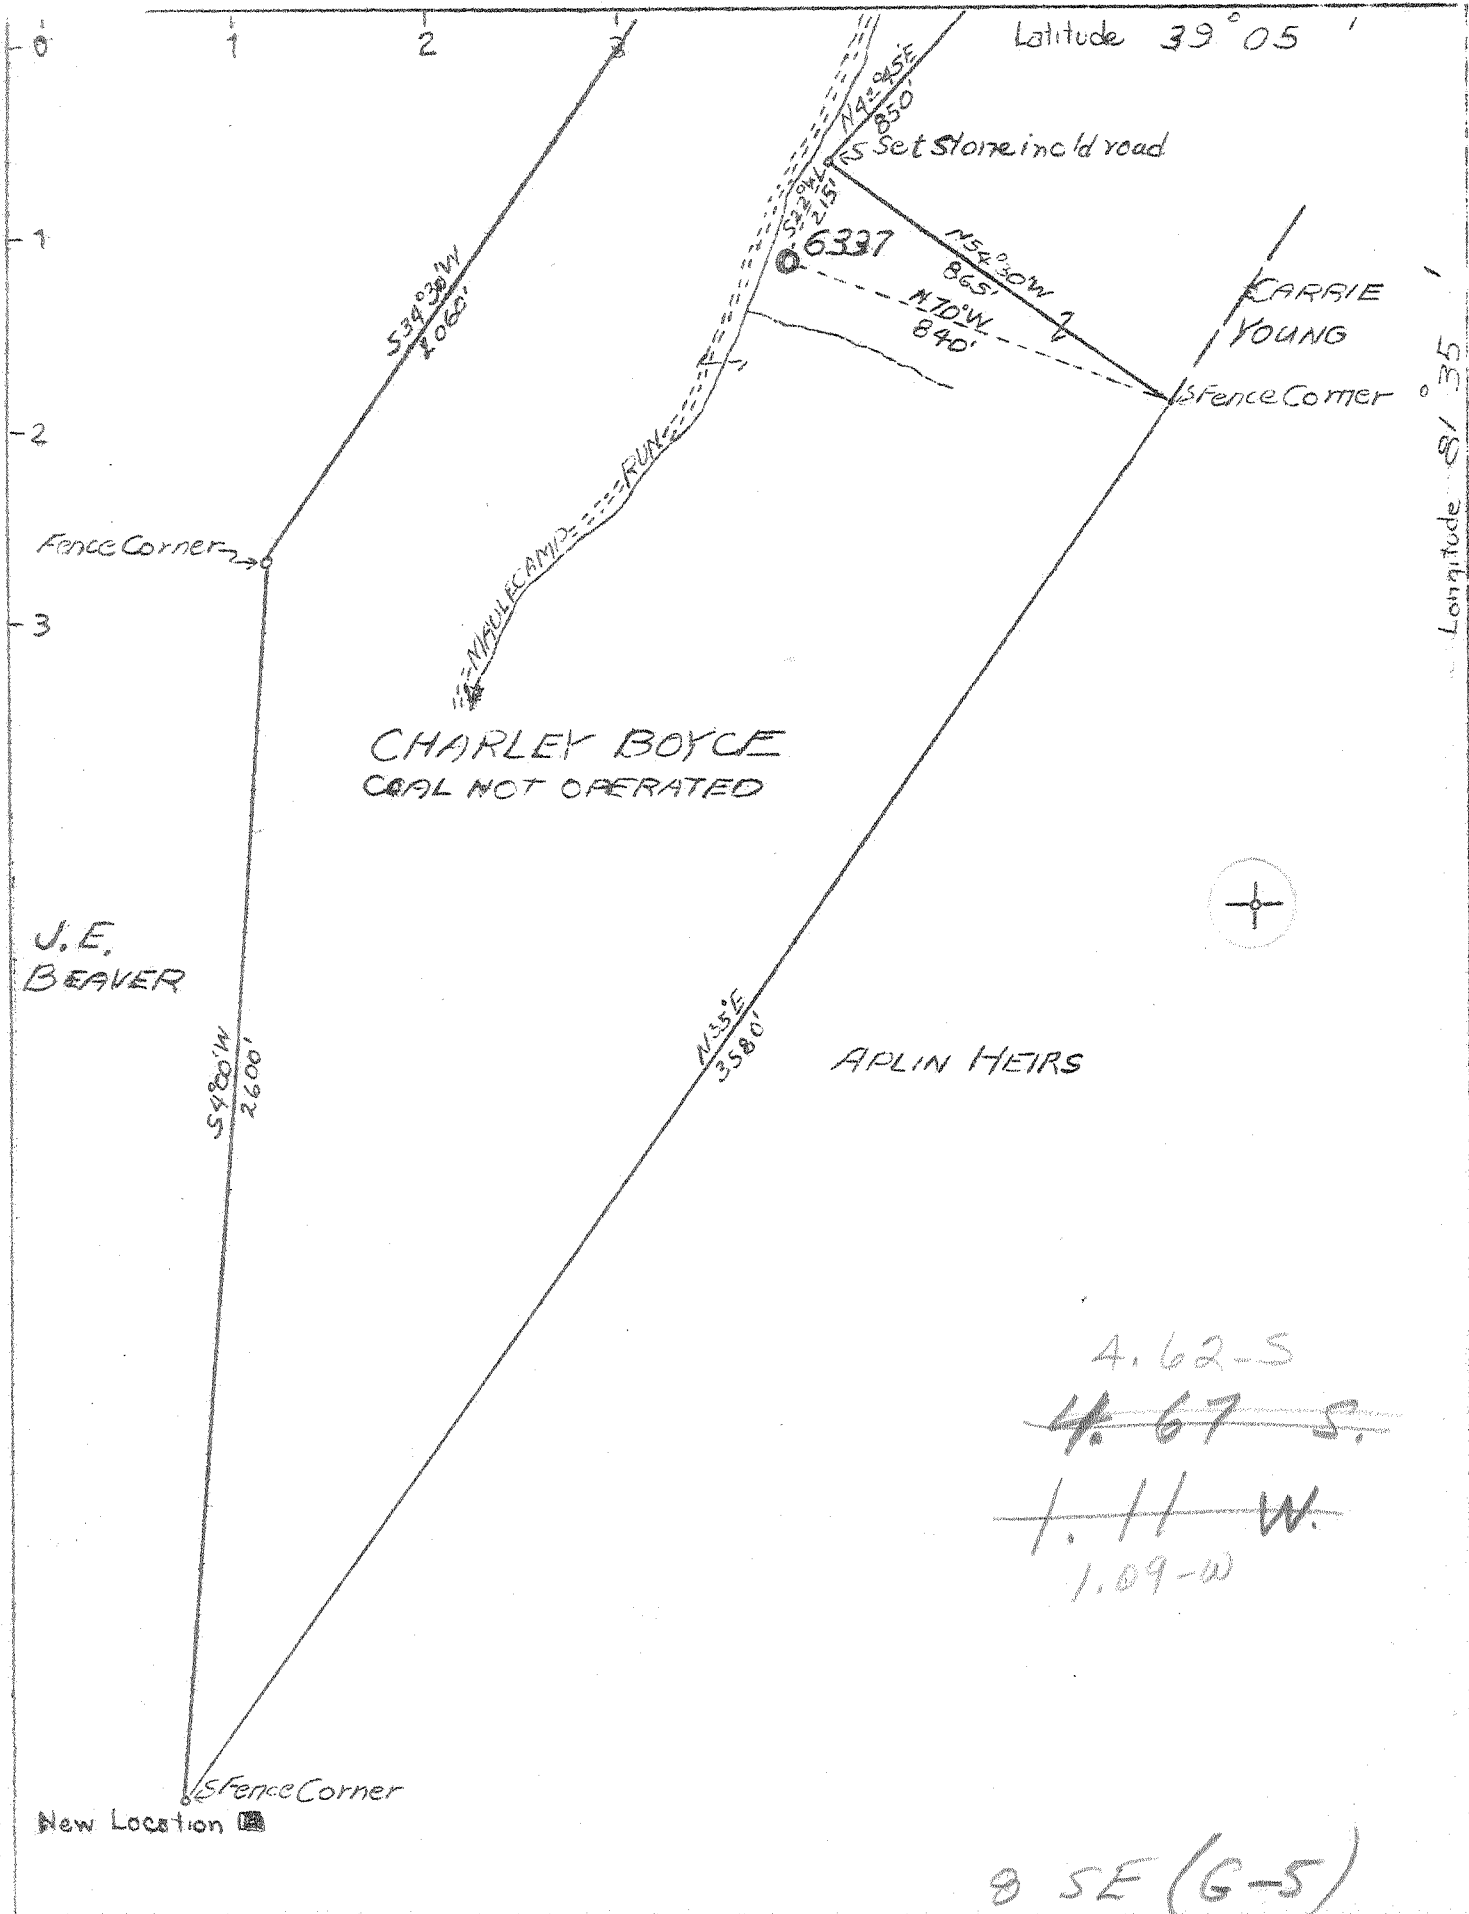 0 1 2 3
Latitude 39° 05 '
N42°45'E
850'
S Set Stone in old road
1
S22°W
215'
6337
N54°30'W
865'
N70°W
840'
CARRIE
YOUNG
S Fence Corner
Longitude 81° 35 '
S34°30'W
2060'
2
RUN
MAULECAMP
Fence Corner
3
CHARLEY BOYCE
COAL NOT OPERATED
J.E.
BEAVER
N35°E
3580'
APLIN HEIRS
S4°00'W
2600'
4.62-S
4.67 S.
1.11 W.
1.09-W
S Fence Corner
New Location
8 SE (G-5)